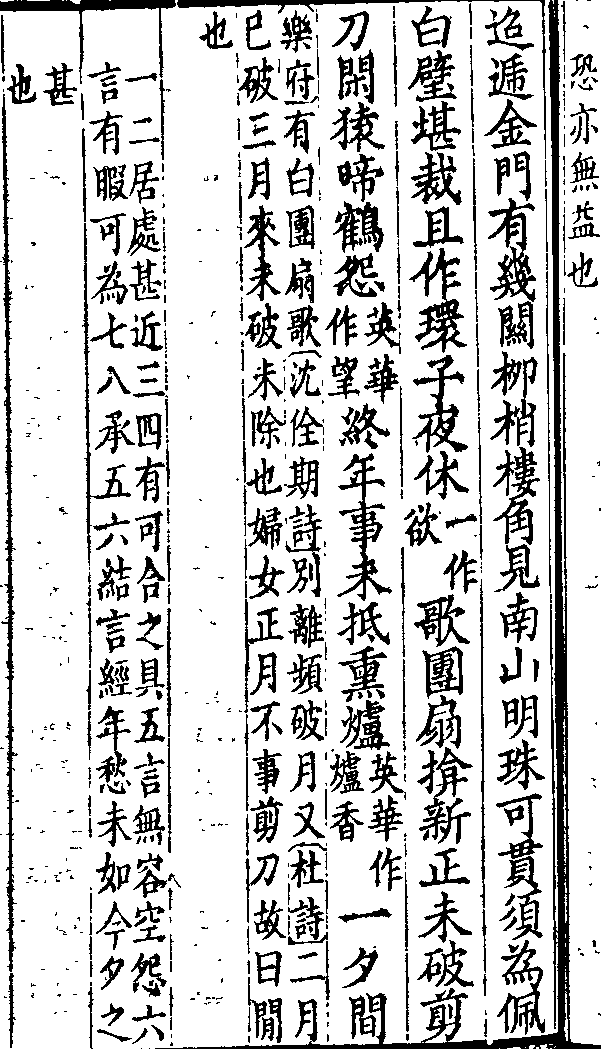 恐亦無益也
迢遞金門有幾關柳梢樓角見南山明珠可貫須為佩
白璧堪裁且作環子夜休一作欲歌團扇揜新正未破剪
刀閑猿啼鶴怨英華作望終年事未抵熏爐英華作爐香一夕間
樂府有白團扇歌沈佺期詩別離頻破月又杜詩二月
已破三月來未破未除也婦女正月不事剪刀故曰閒
也
一二居處甚近三四有可合之具五言無容空怨六
言有暇可為七八承五六結言經年愁未如今夕之
甚
也